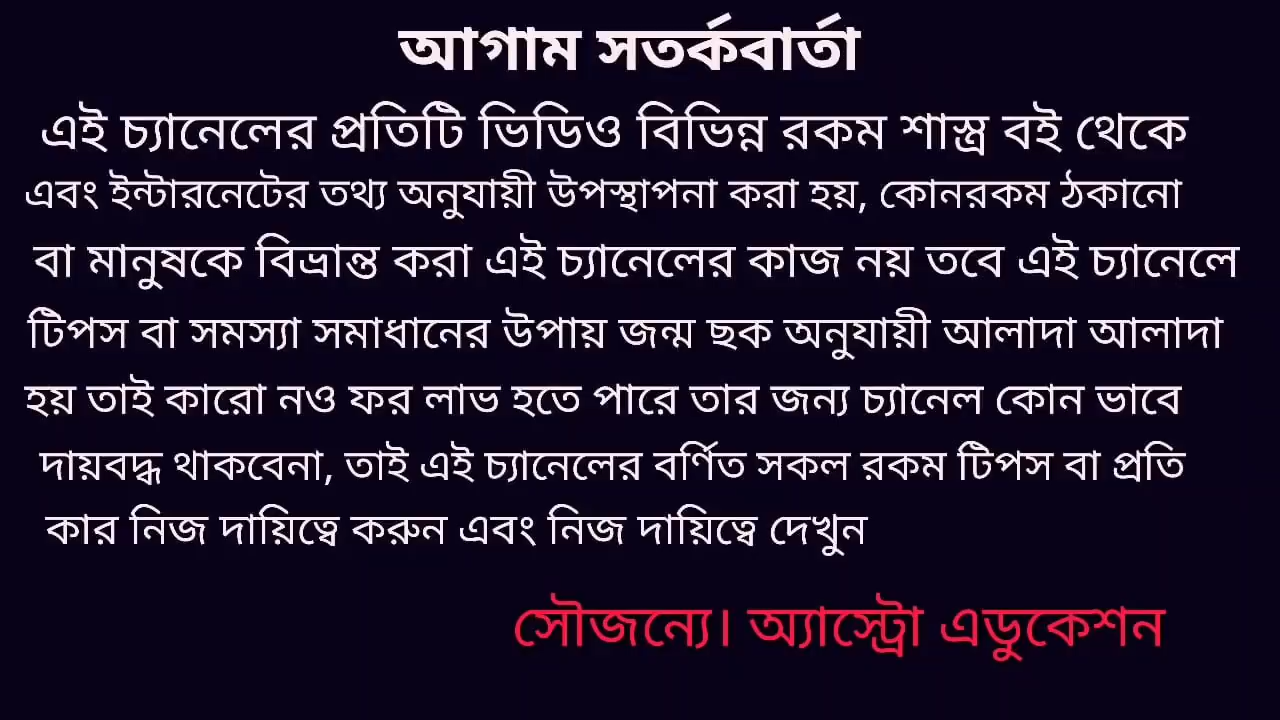 আগাম সতর্কবার্তা
এই চ্যানেলের প্রতিটি ভিডিও বিভিন্ন রকম শাস্ত্র বই থেকে
এবং ইন্টারনেটের তথ্য অনুযায়ী উপস্থাপনা করা হয়, কোনরকম ঠকানো
বা মানুষকে বিভ্রান্ত করা এই চ্যানেলের কাজ নয় তবে এই চ্যানেলে
টিপস বা সমস্যা সমাধানের উপায় জন্ম ছক অনুযায়ী আলাদা আলাদা
হয় তাই কারো নও ফর লাভ হতে পারে তার জন্য চ্যানেল কোন ভাবে
দায়বদ্ধ থাকবেনা, তাই এই চ্যানেলের বর্ণিত সকল রকম টিপস বা প্রতি
কার নিজ দায়িত্বে করুন এবং নিজ দায়িত্বে দেখুন
সৌজন্যে। অ্যাস্ট্রো এডুকেশন